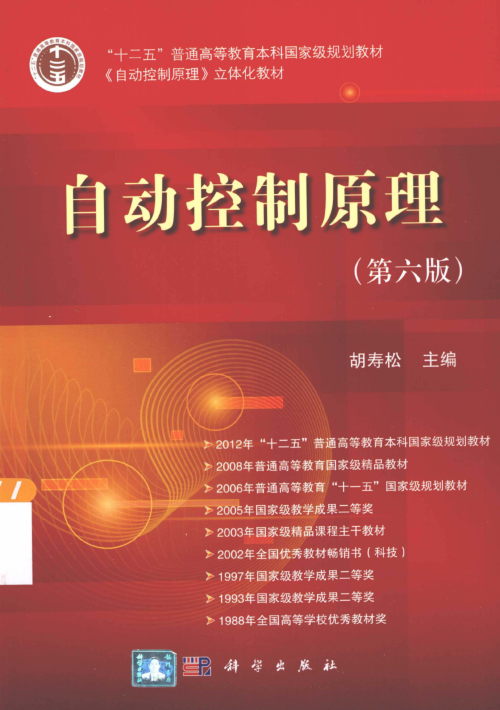 “十二五”普通高等教育本科国家级规划教材
《自动控制原理》立体化教材
十二五
自动控制原理
(第六版)
胡寿松 主编
2012年“十二五”普通高等教育本科国家级规划教材
2008年普通高等教育国家级精品教材
2006年普通高等教育“十一五”国家级规划教材
2005年国家级教学成果二等奖
2003年国家级精品课程主干教材
2002年全国优秀教材畅销书(科技)
1997年国家级教学成果二等奖
1993年国家级教学成果二等奖
1988年全国高等学校优秀教材奖
科学出版社